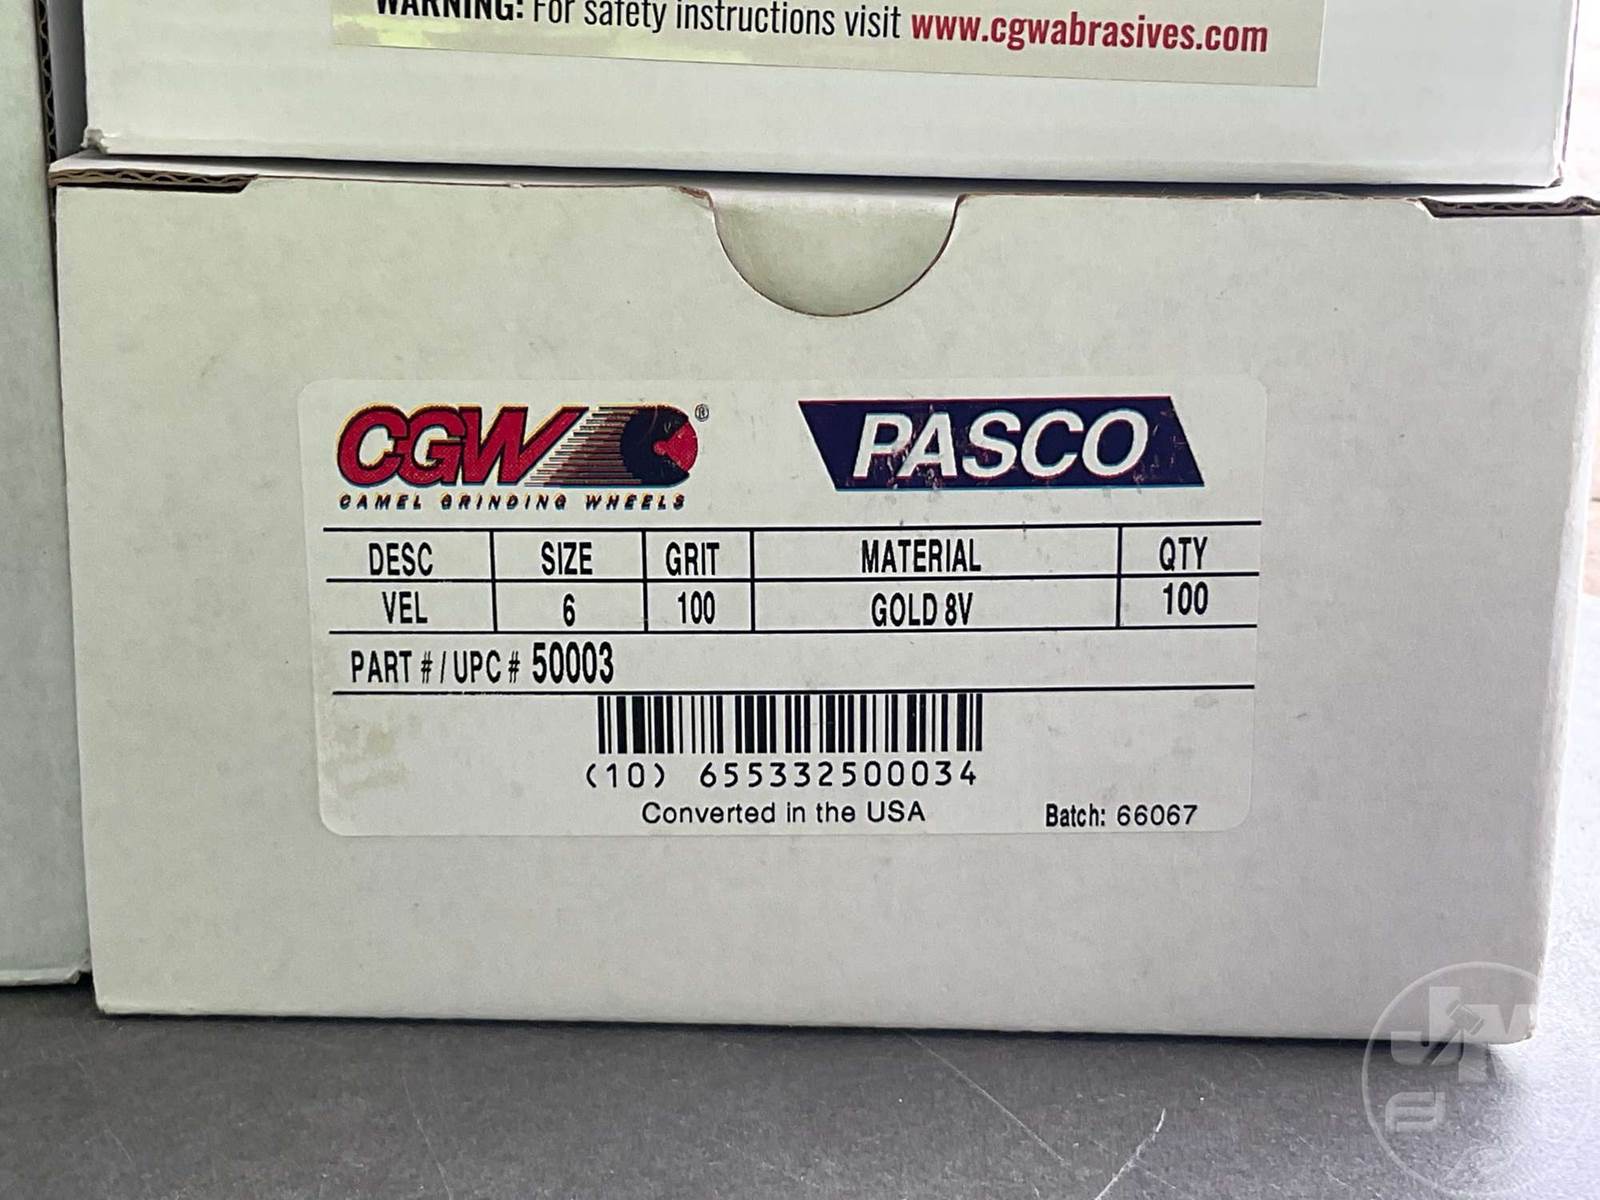 WARNING: For safety instructions visit www.cgwabrasives.com
CGW® PASCO
CAMEL GRINDING WHEELS
DESC SIZE GRIT MATERIAL QTY
VEL 6 100 GOLD 8V 100
PART # / UPC # 50003
(10) 655332500034
Converted in the USA Batch: 66067
JM